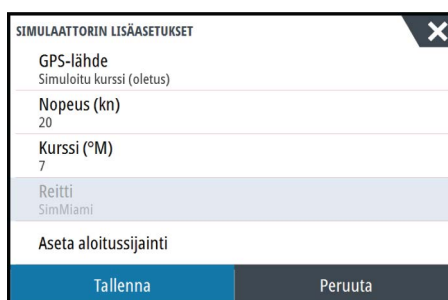 SIMULAATTORIN LISÄASETUKSET
GPS-lähde
Simuloitu kurssi (oletus)
Nopeus (kn)
20
Kurssi (°M)
7
Reitti
SimMiami
Aseta aloitussijainti
Tallenna
Peruuta